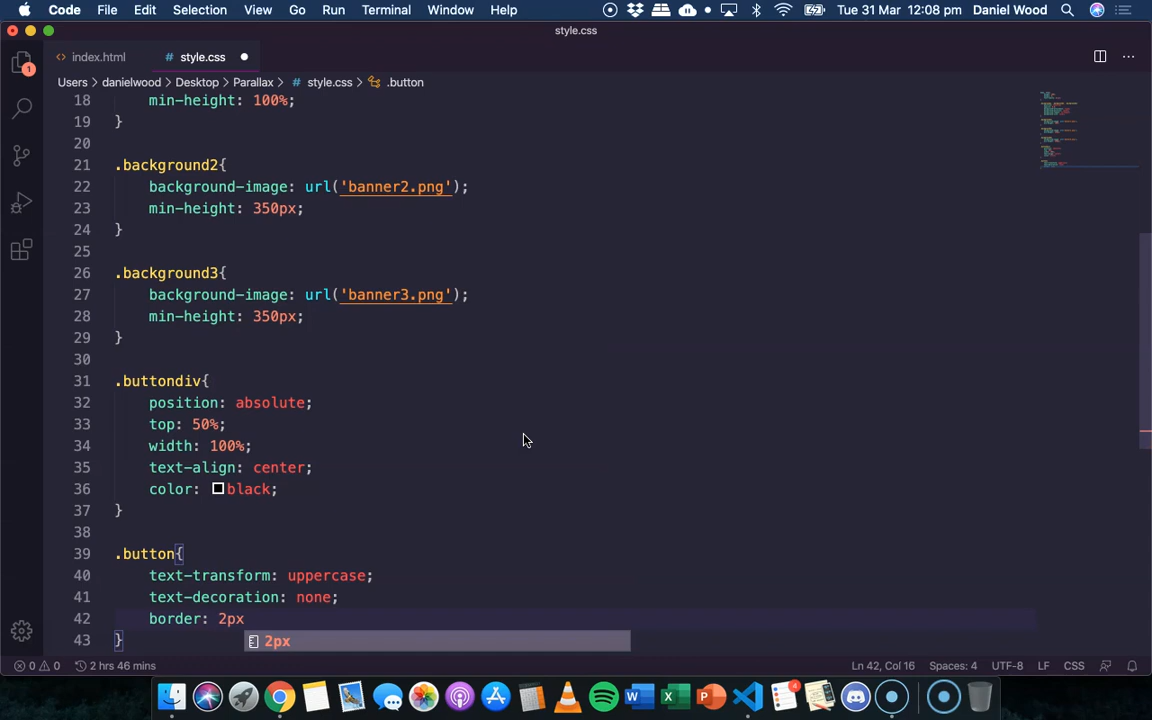 Code File Edit Selection View Go Run Terminal Window Help Tue 31 Mar 12:08 pm Daniel Wood
style.css
<> index.html # style.css
Users > danielwood > Desktop > Parallax > # style.css > .button
18 min-height: 100%;
19 }
20
21 .background2{
22 background-image: url('banner2.png');
23 min-height: 350px;
24 }
25
26 .background3{
27 background-image: url('banner3.png');
28 min-height: 350px;
29 }
30
31 .buttondiv{
32 position: absolute;
33 top: 50%;
34 width: 100%;
35 text-align: center;
36 color: black;
37 }
38
39 .button{
40 text-transform: uppercase;
41 text-decoration: none;
42 border: 2px
43 }
2px
1
0 0 2 hrs 46 mins Ln 42, Col 16 Spaces: 4 UTF-8 LF CSS
4